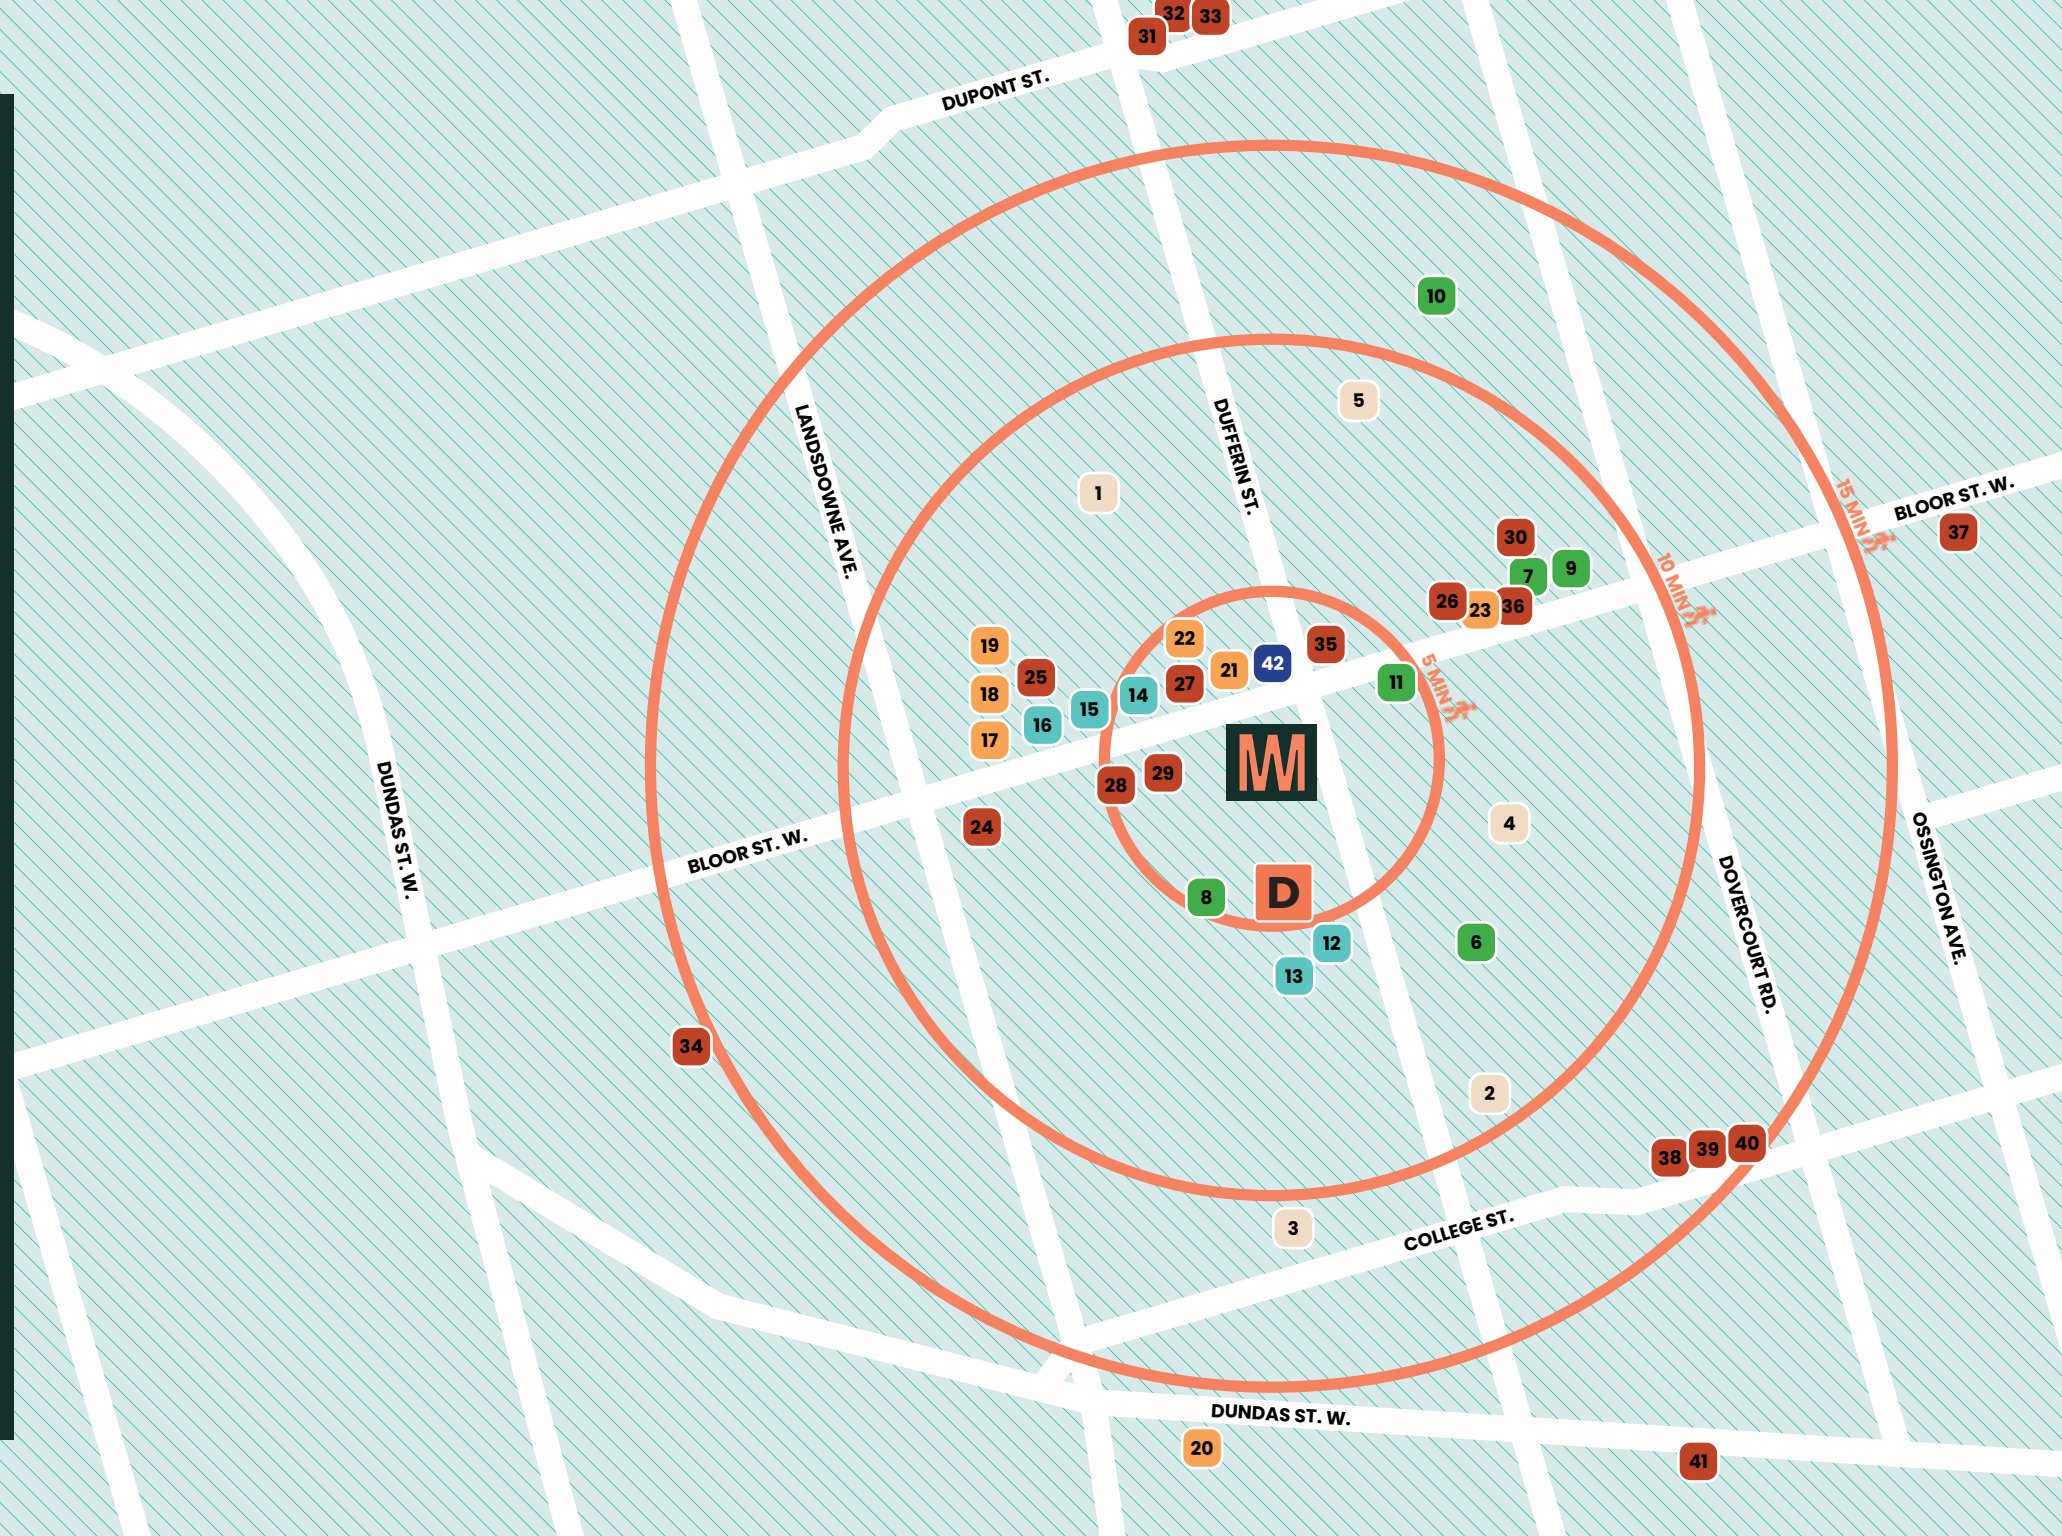 32
33
31
DUPONT ST.
10
5
LANDSDOWNE AVE.
DUFFERIN ST.
1
15 MIN
BLOOR ST. W.
37
30
7
9
10 MIN
26
23
36
19
22
35
25
21
42
27
11
5 MIN
18
14
15
16
17
W
28
29
DUNDAS ST. W.
24
4
BLOOR ST. W.
OSSINGTON AVE.
8
D
DOVERCOURT RD.
12
6
13
34
2
38
39
40
3
COLLEGE ST.
DUNDAS ST. W.
20
41